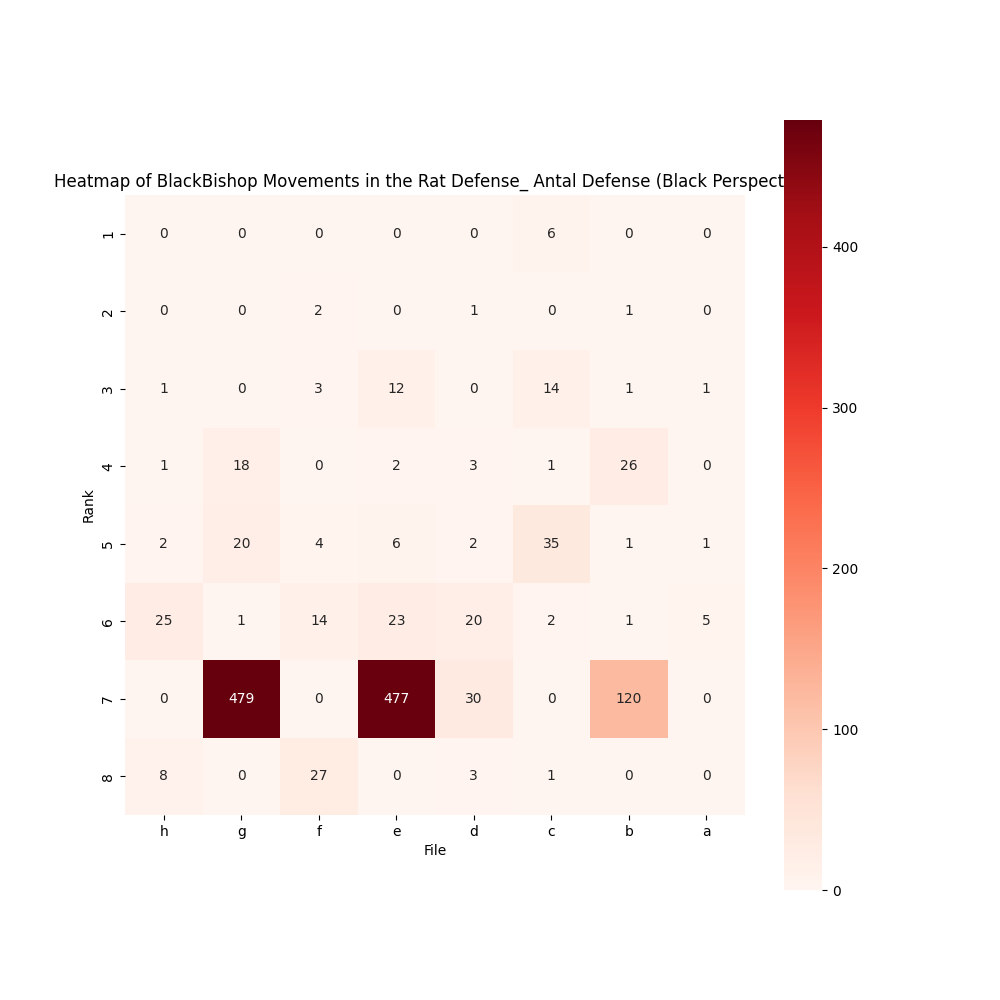 Heatmap of BlackBishop Movements in the Rat Defense_ Antal Defense (Black Perspect
1 0 0 0 0 0 6 0 0
2 0 0 2 0 1 0 1 0
3 1 0 3 12 0 14 1 1
4 1 18 0 2 3 1 26 0
5 2 20 4 6 2 35 1 1
6 25 1 14 23 20 2 1 5
7 0 479 0 477 30 0 120 0
8 8 0 27 0 3 1 0 0
Rank
h g f e d c b a
File
400
300
200
100
0